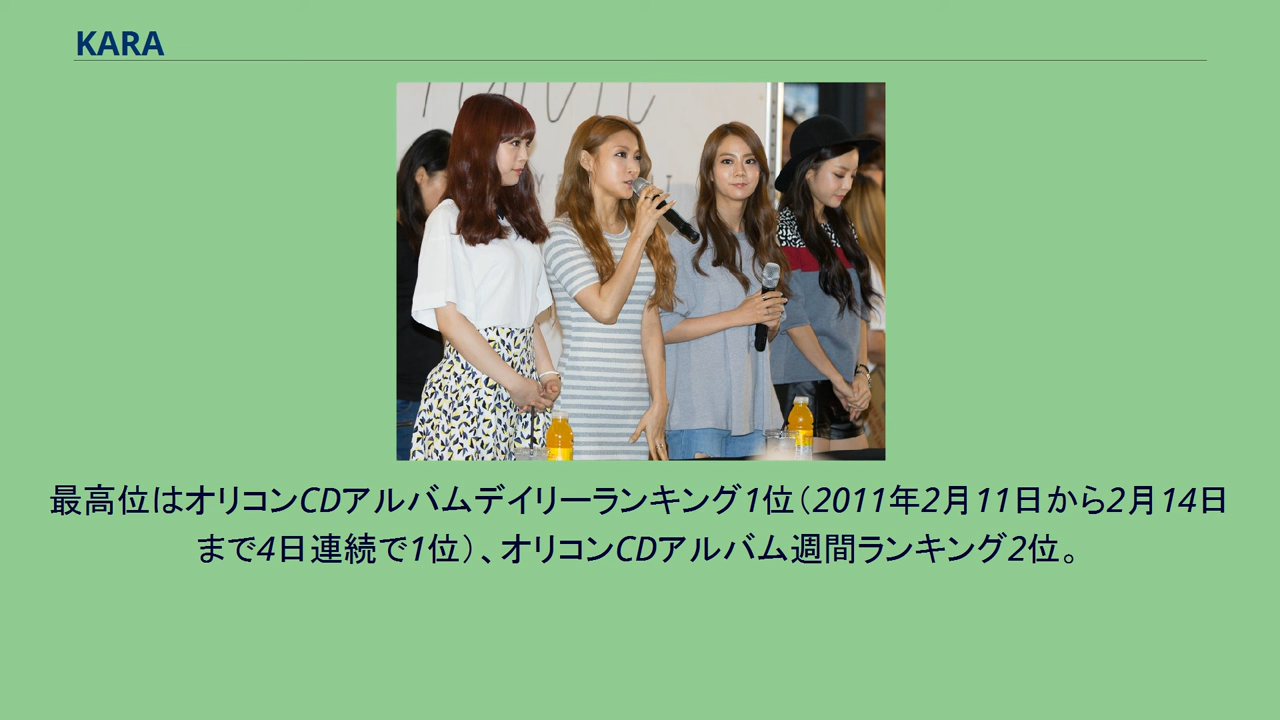 KARA
最高位はオリコンCDアルバムデイリーランキング1位（2011年2月11日から2月14日
まで4日連続で1位）、オリコンCDアルバム週間ランキング2位。